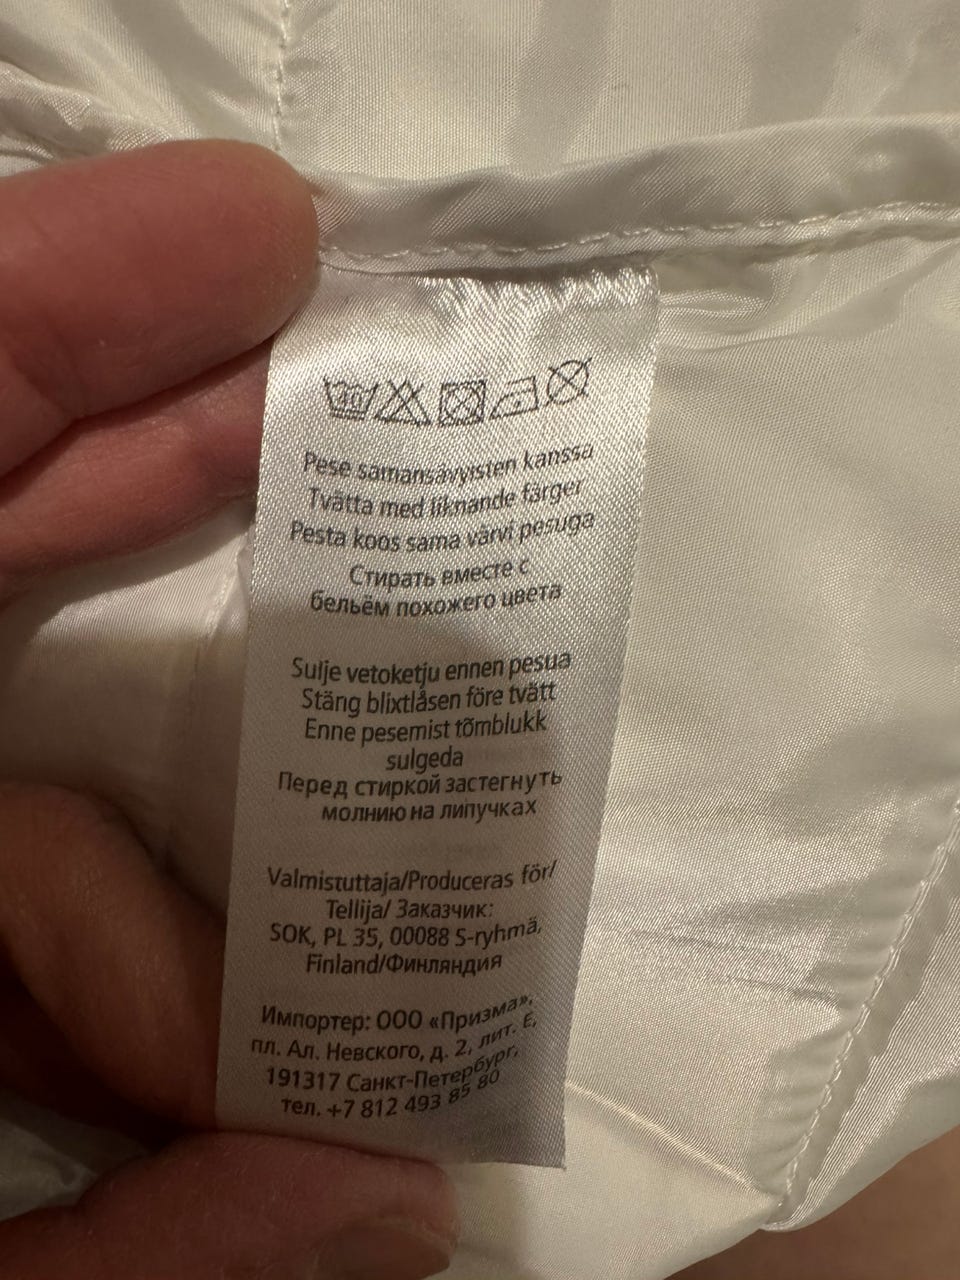 40
Pese samansävyisten kanssa
Tvätta med liknande färger
Pesta koos sama värvi pesuga
Стирать вместе с
бельём похожего цвета
Sulje vetoketju ennen pesua
Stäng blixtlåsen före tvätt
Enne pesemist tõmblukk
sulgeda
Перед стиркой застегнуть
молнию на липучках
Valmistuttaja/Produceras för/
Tellija/ Заказчик:
SOK, PL 35, 00088 S-ryhmä,
Finland/Финляндия
Импортер: ООО «Призма»,
пл. Ал. Невского, д. 2, лит. Е,
191317 Санкт-Петербург,
тел. +7 812 493 85 80